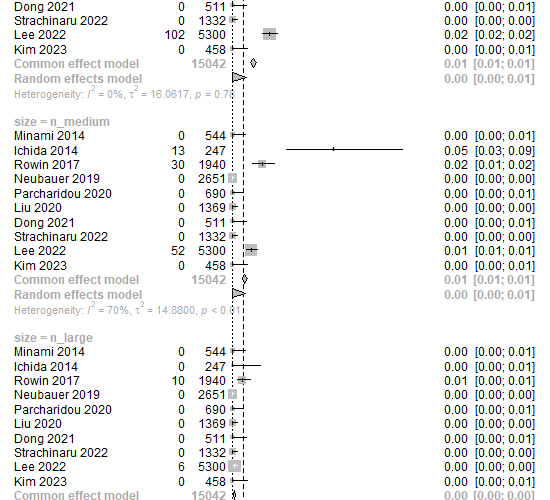 Dong 2021 0 511 0.00 [0.00; 0.01]
Strachinaru 2022 0 1332 0.00 [0.00; 0.00]
Lee 2022 102 5300 0.02 [0.02; 0.02]
Kim 2023 0 458 0.00 [0.00; 0.01]
Common effect model 15042 0.01 [0.01; 0.01]
Random effects model 0.00 [0.00; 0.01]
Heterogeneity: I² = 0%, τ² = 16.0617, p = 0.78
size = n_medium
Minami 2014 0 544 0.00 [0.00; 0.01]
Ichida 2014 13 247 0.05 [0.03; 0.09]
Rowin 2017 30 1940 0.02 [0.01; 0.02]
Neubauer 2019 0 2651 0.00 [0.00; 0.00]
Parcharidou 2020 0 690 0.00 [0.00; 0.01]
Liu 2020 0 1369 0.00 [0.00; 0.00]
Dong 2021 0 511 0.00 [0.00; 0.01]
Strachinaru 2022 0 1332 0.00 [0.00; 0.00]
Lee 2022 52 5300 0.01 [0.01; 0.01]
Kim 2023 0 458 0.00 [0.00; 0.01]
Common effect model 15042 0.01 [0.01; 0.01]
Random effects model 0.00 [0.00; 0.01]
Heterogeneity: I² = 70%, τ² = 14.8800, p < 0.01
size = n_large
Minami 2014 0 544 0.00 [0.00; 0.01]
Ichida 2014 0 247 0.00 [0.00; 0.01]
Rowin 2017 10 1940 0.01 [0.00; 0.01]
Neubauer 2019 0 2651 0.00 [0.00; 0.00]
Parcharidou 2020 0 690 0.00 [0.00; 0.01]
Liu 2020 0 1369 0.00 [0.00; 0.00]
Dong 2021 0 511 0.00 [0.00; 0.01]
Strachinaru 2022 0 1332 0.00 [0.00; 0.00]
Lee 2022 6 5300 0.00 [0.00; 0.00]
Kim 2023 0 458 0.00 [0.00; 0.01]
Common effect model 15042 0.00 [0.00; 0.00]